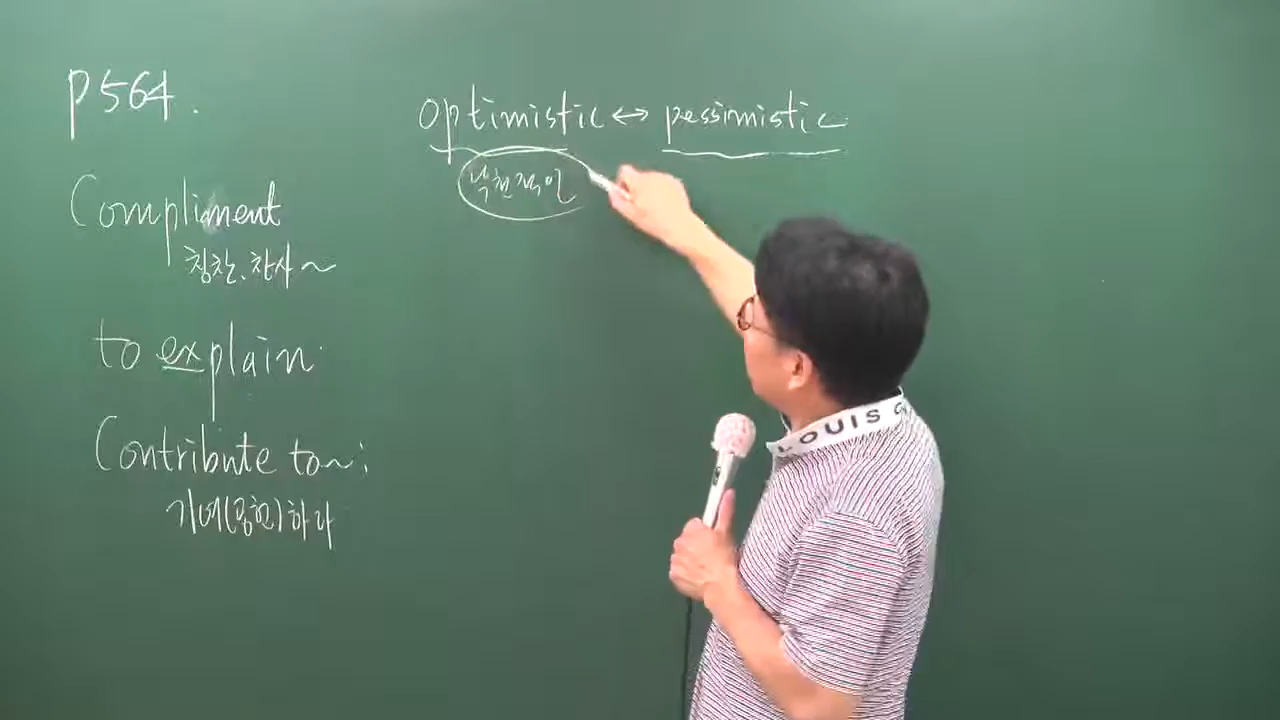 p564.
Compliment
칭찬, 찬사~
to explain
Contribute to~:
기여(공헌)하다
optimistic ↔ pessimistic
낙천적인
LOUIS